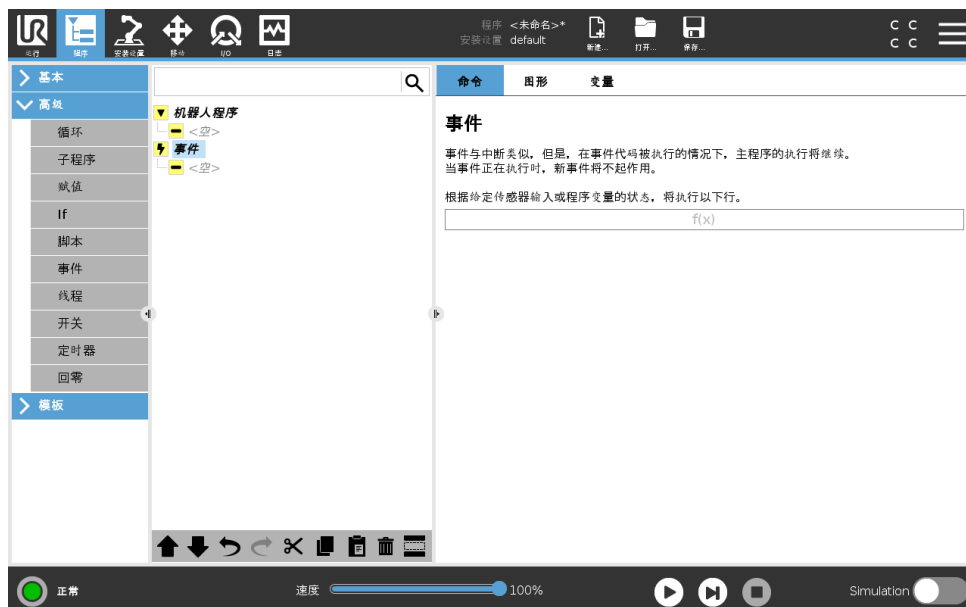 UR
程序 <未命名>*
安装设置 default
C C
C C
运行
程序
安装设置
移动
I/O
日志
新建...
打开...
保存...
基本
高级
循环
子程序
赋值
If
脚本
事件
线程
开关
定时器
回零
模板
机器人程序
<空>
事件
<空>
命令
图形
变量
事件
事件与中断类似，但是，在事件代码被执行的情况下，主程序的执行将继续。
当事件正在执行时，新事件将不起作用。
根据给定传感器输入或程序变量的状态，将执行以下行。
f(x)
正常
速度
100%
Simulation